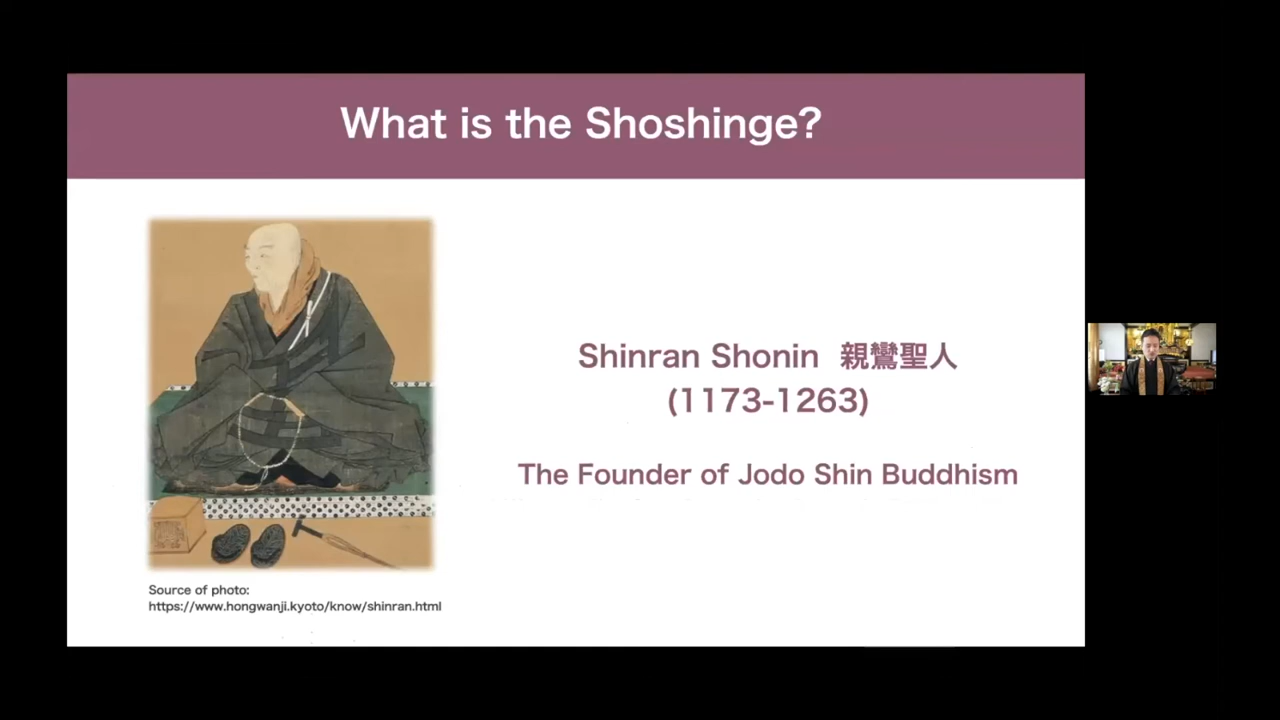 What is the Shoshinge?
Shinran Shonin 親鸞聖人
(1173-1263)
The Founder of Jodo Shin Buddhism
Source of photo:
https://www.hongwanji.kyoto/know/shinran.html